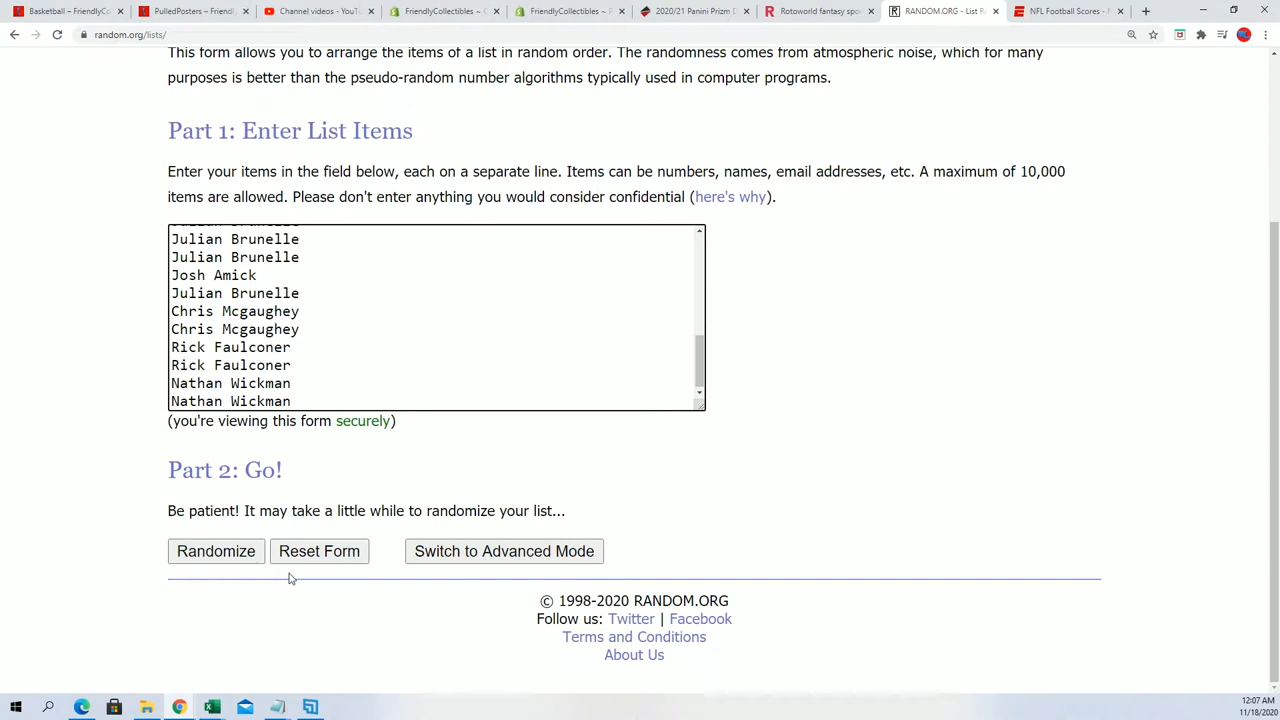 Basketball – FriendlyCo
PulledPosters – Friendly
Channel videos - YouT
FriendlyCollectibles ~ C
FriendlyCollectibles ~ P
2020/21 Panini Prizm D
Rotoworld fantasy spo
RANDOM.ORG - List R
NFL Football Scores - N
random.org/lists/
This form allows you to arrange the items of a list in random order. The randomness comes from atmospheric noise, which for many
purposes is better than the pseudo-random number algorithms typically used in computer programs.
Part 1: Enter List Items
Enter your items in the field below, each on a separate line. Items can be numbers, names, email addresses, etc. A maximum of 10,000
items are allowed. Please don't enter anything you would consider confidential (here's why).
Julian Brunelle
Julian Brunelle
Josh Amick
Julian Brunelle
Chris Mcgaughey
Chris Mcgaughey
Rick Faulconer
Rick Faulconer
Nathan Wickman
Nathan Wickman
(you're viewing this form securely)
Part 2: Go!
Be patient! It may take a little while to randomize your list...
Randomize Reset Form Switch to Advanced Mode
© 1998-2020 RANDOM.ORG
Follow us: Twitter | Facebook
Terms and Conditions
About Us
12:07 AM
11/18/2020